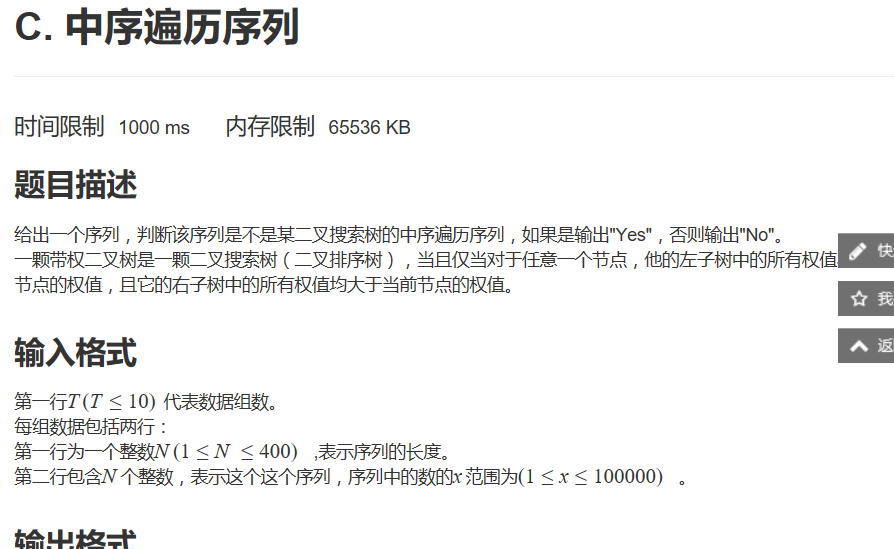 C. 中序遍历序列
时间限制 1000 ms 内存限制 65536 KB
题目描述
给出一个序列，判断该序列是不是某二叉搜索树的中序遍历序列，如果是输出"Yes"，否则输出"No"。
一颗带权二叉树是一颗二叉搜索树（二叉排序树），当且仅当对于任意一个节点，他的左子树中的所有权值
节点的权值，且它的右子树中的所有权值均大于当前节点的权值。
快
我
返
输入格式
第一行T (T ≤ 10) 代表数据组数。
每组数据包括两行：
第一行为一个整数N (1 ≤ N ≤ 400) ,表示序列的长度。
第二行包含N 个整数，表示这个这个序列，序列中的数的x 范围为(1 ≤ x ≤ 100000) 。
输出格式